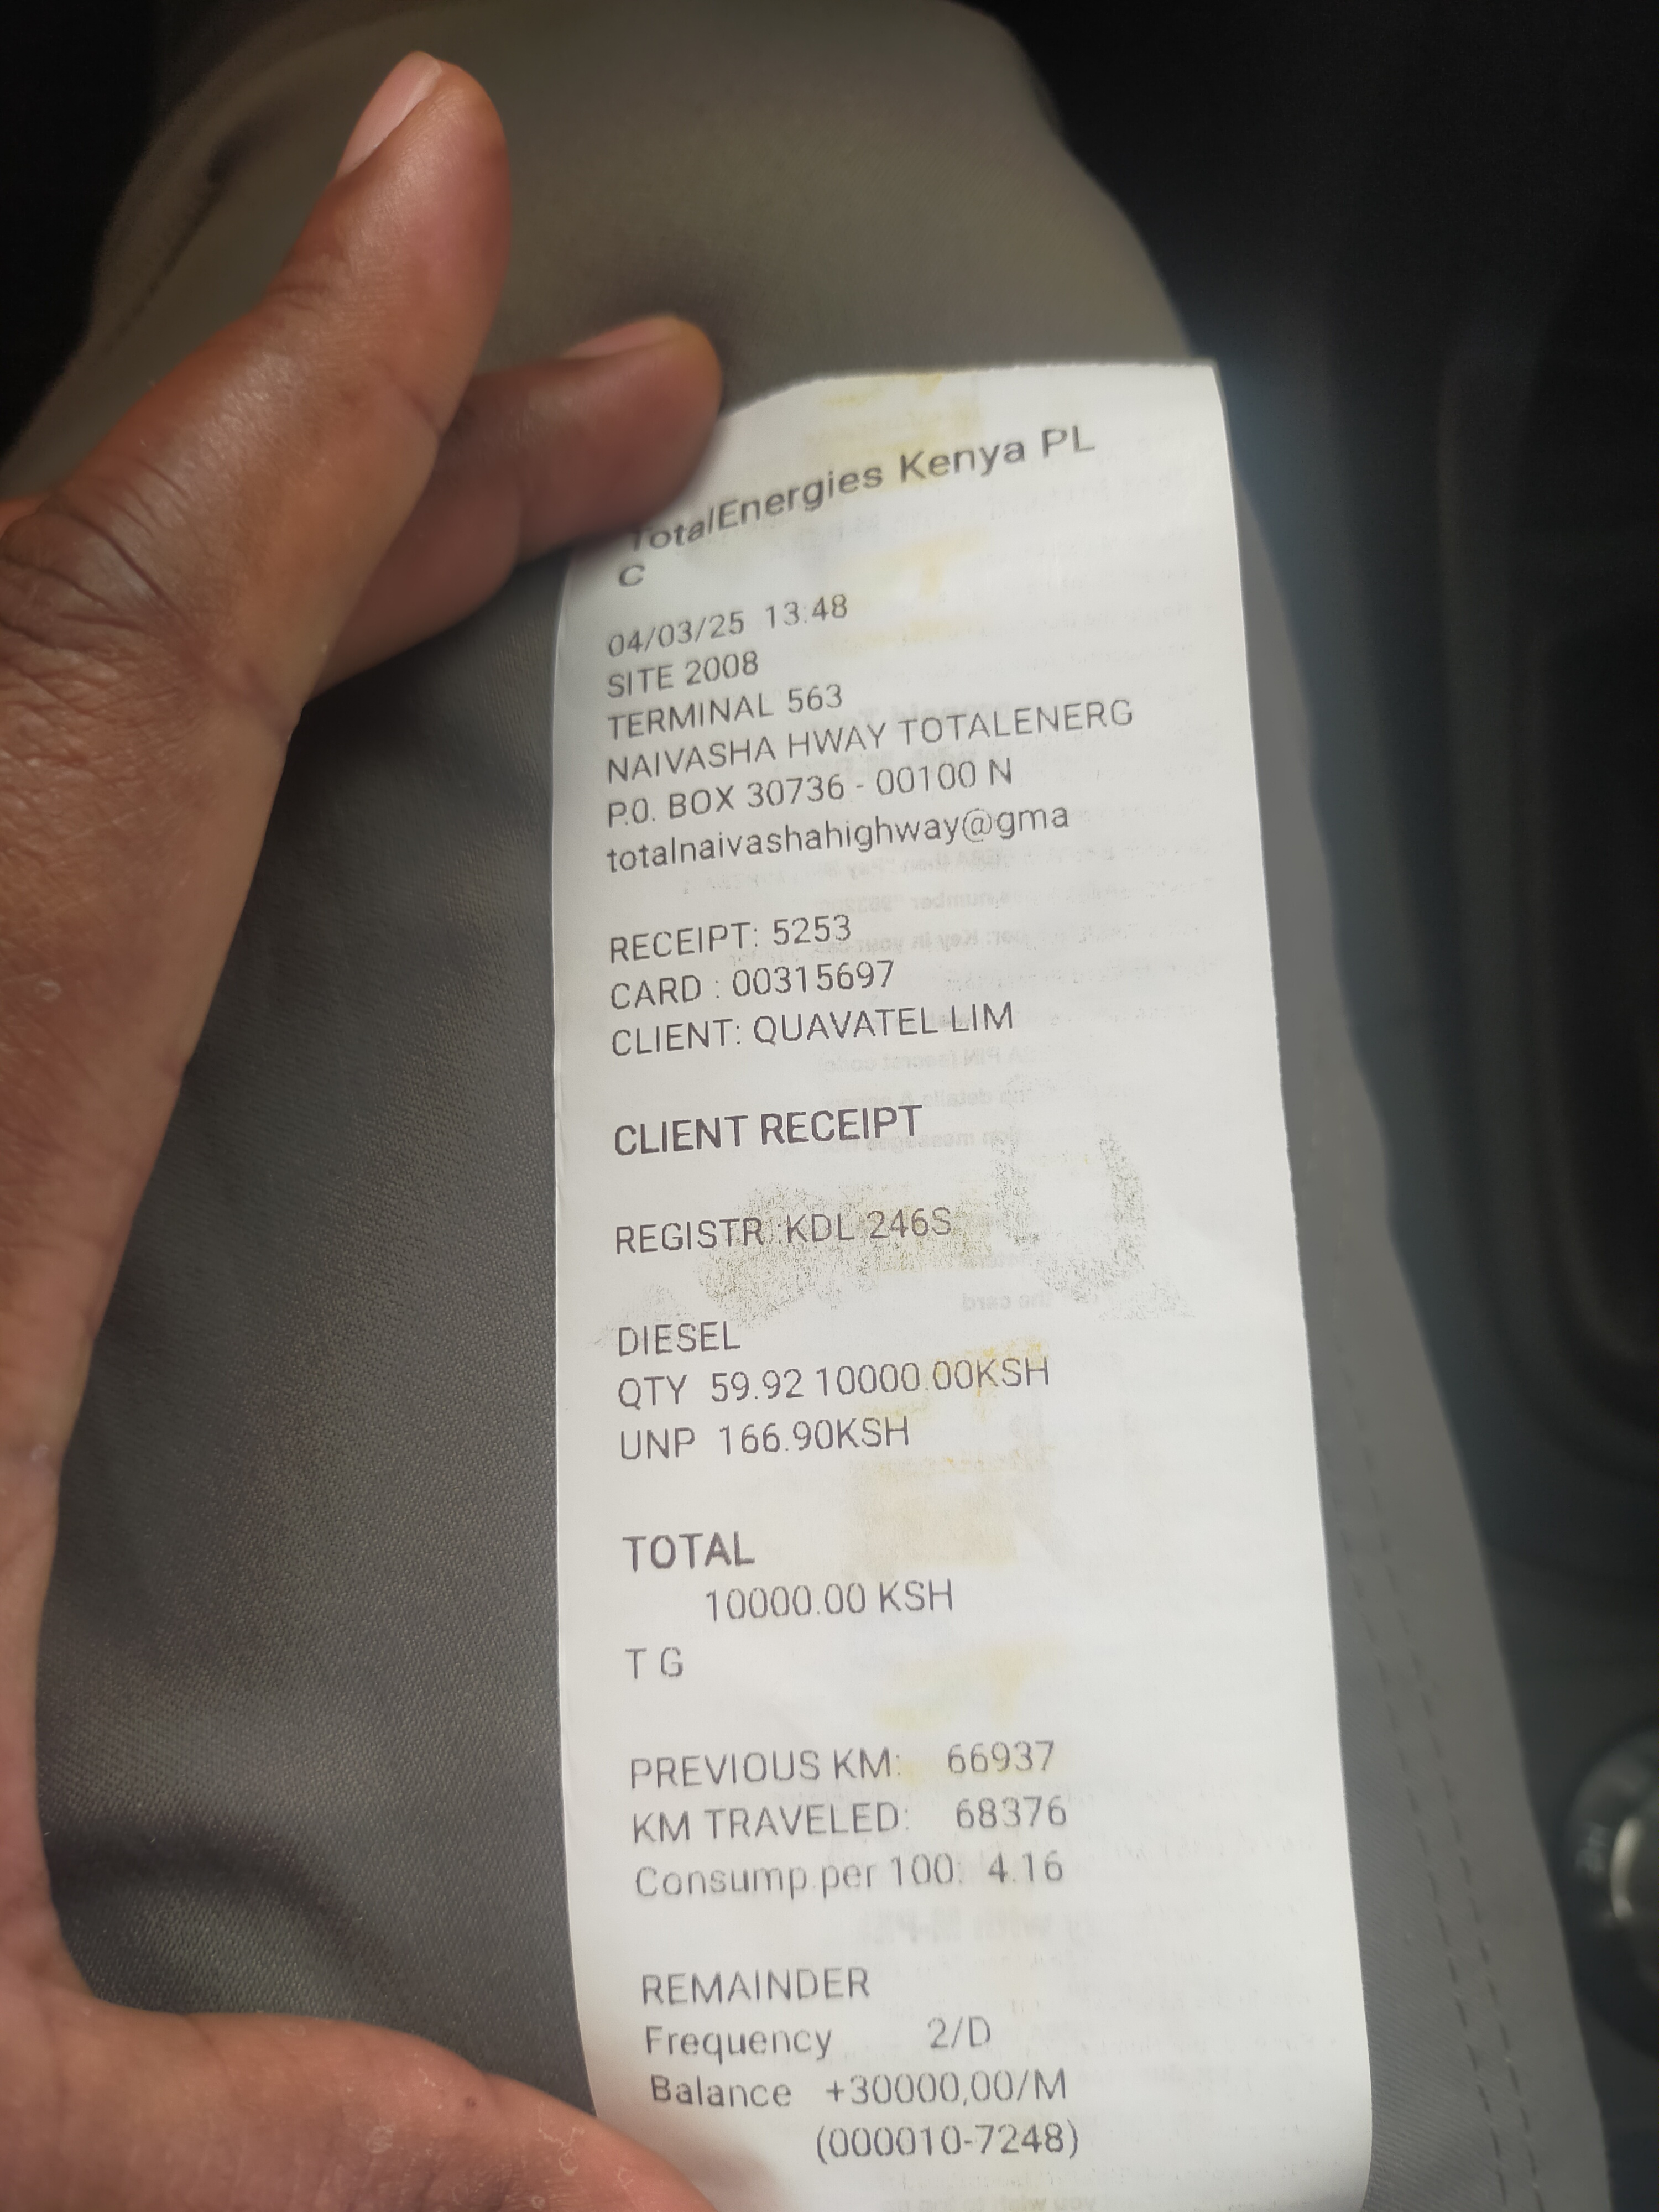 TotalEnergies Kenya PL
C
04/03/25 13:48
SITE 2008
TERMINAL 563
NAIVASHA HWAY TOTALENERG
P.O. BOX 30736 - 00100 N
totalnaivashahighway@gma
RECEIPT: 5253
CARD : 00315697
CLIENT: QUAVATEL LIM
CLIENT RECEIPT
REGISTR :KDL 246S
DIESEL
QTY 59.92 10000.00KSH
UNP 166.90KSH
TOTAL
10000.00 KSH
T G
PREVIOUS KM: 66937
KM TRAVELED: 68376
Consump.per 100: 4.16
REMAINDER
Frequency 2/D
Balance +30000,00/M
(000010-7248)